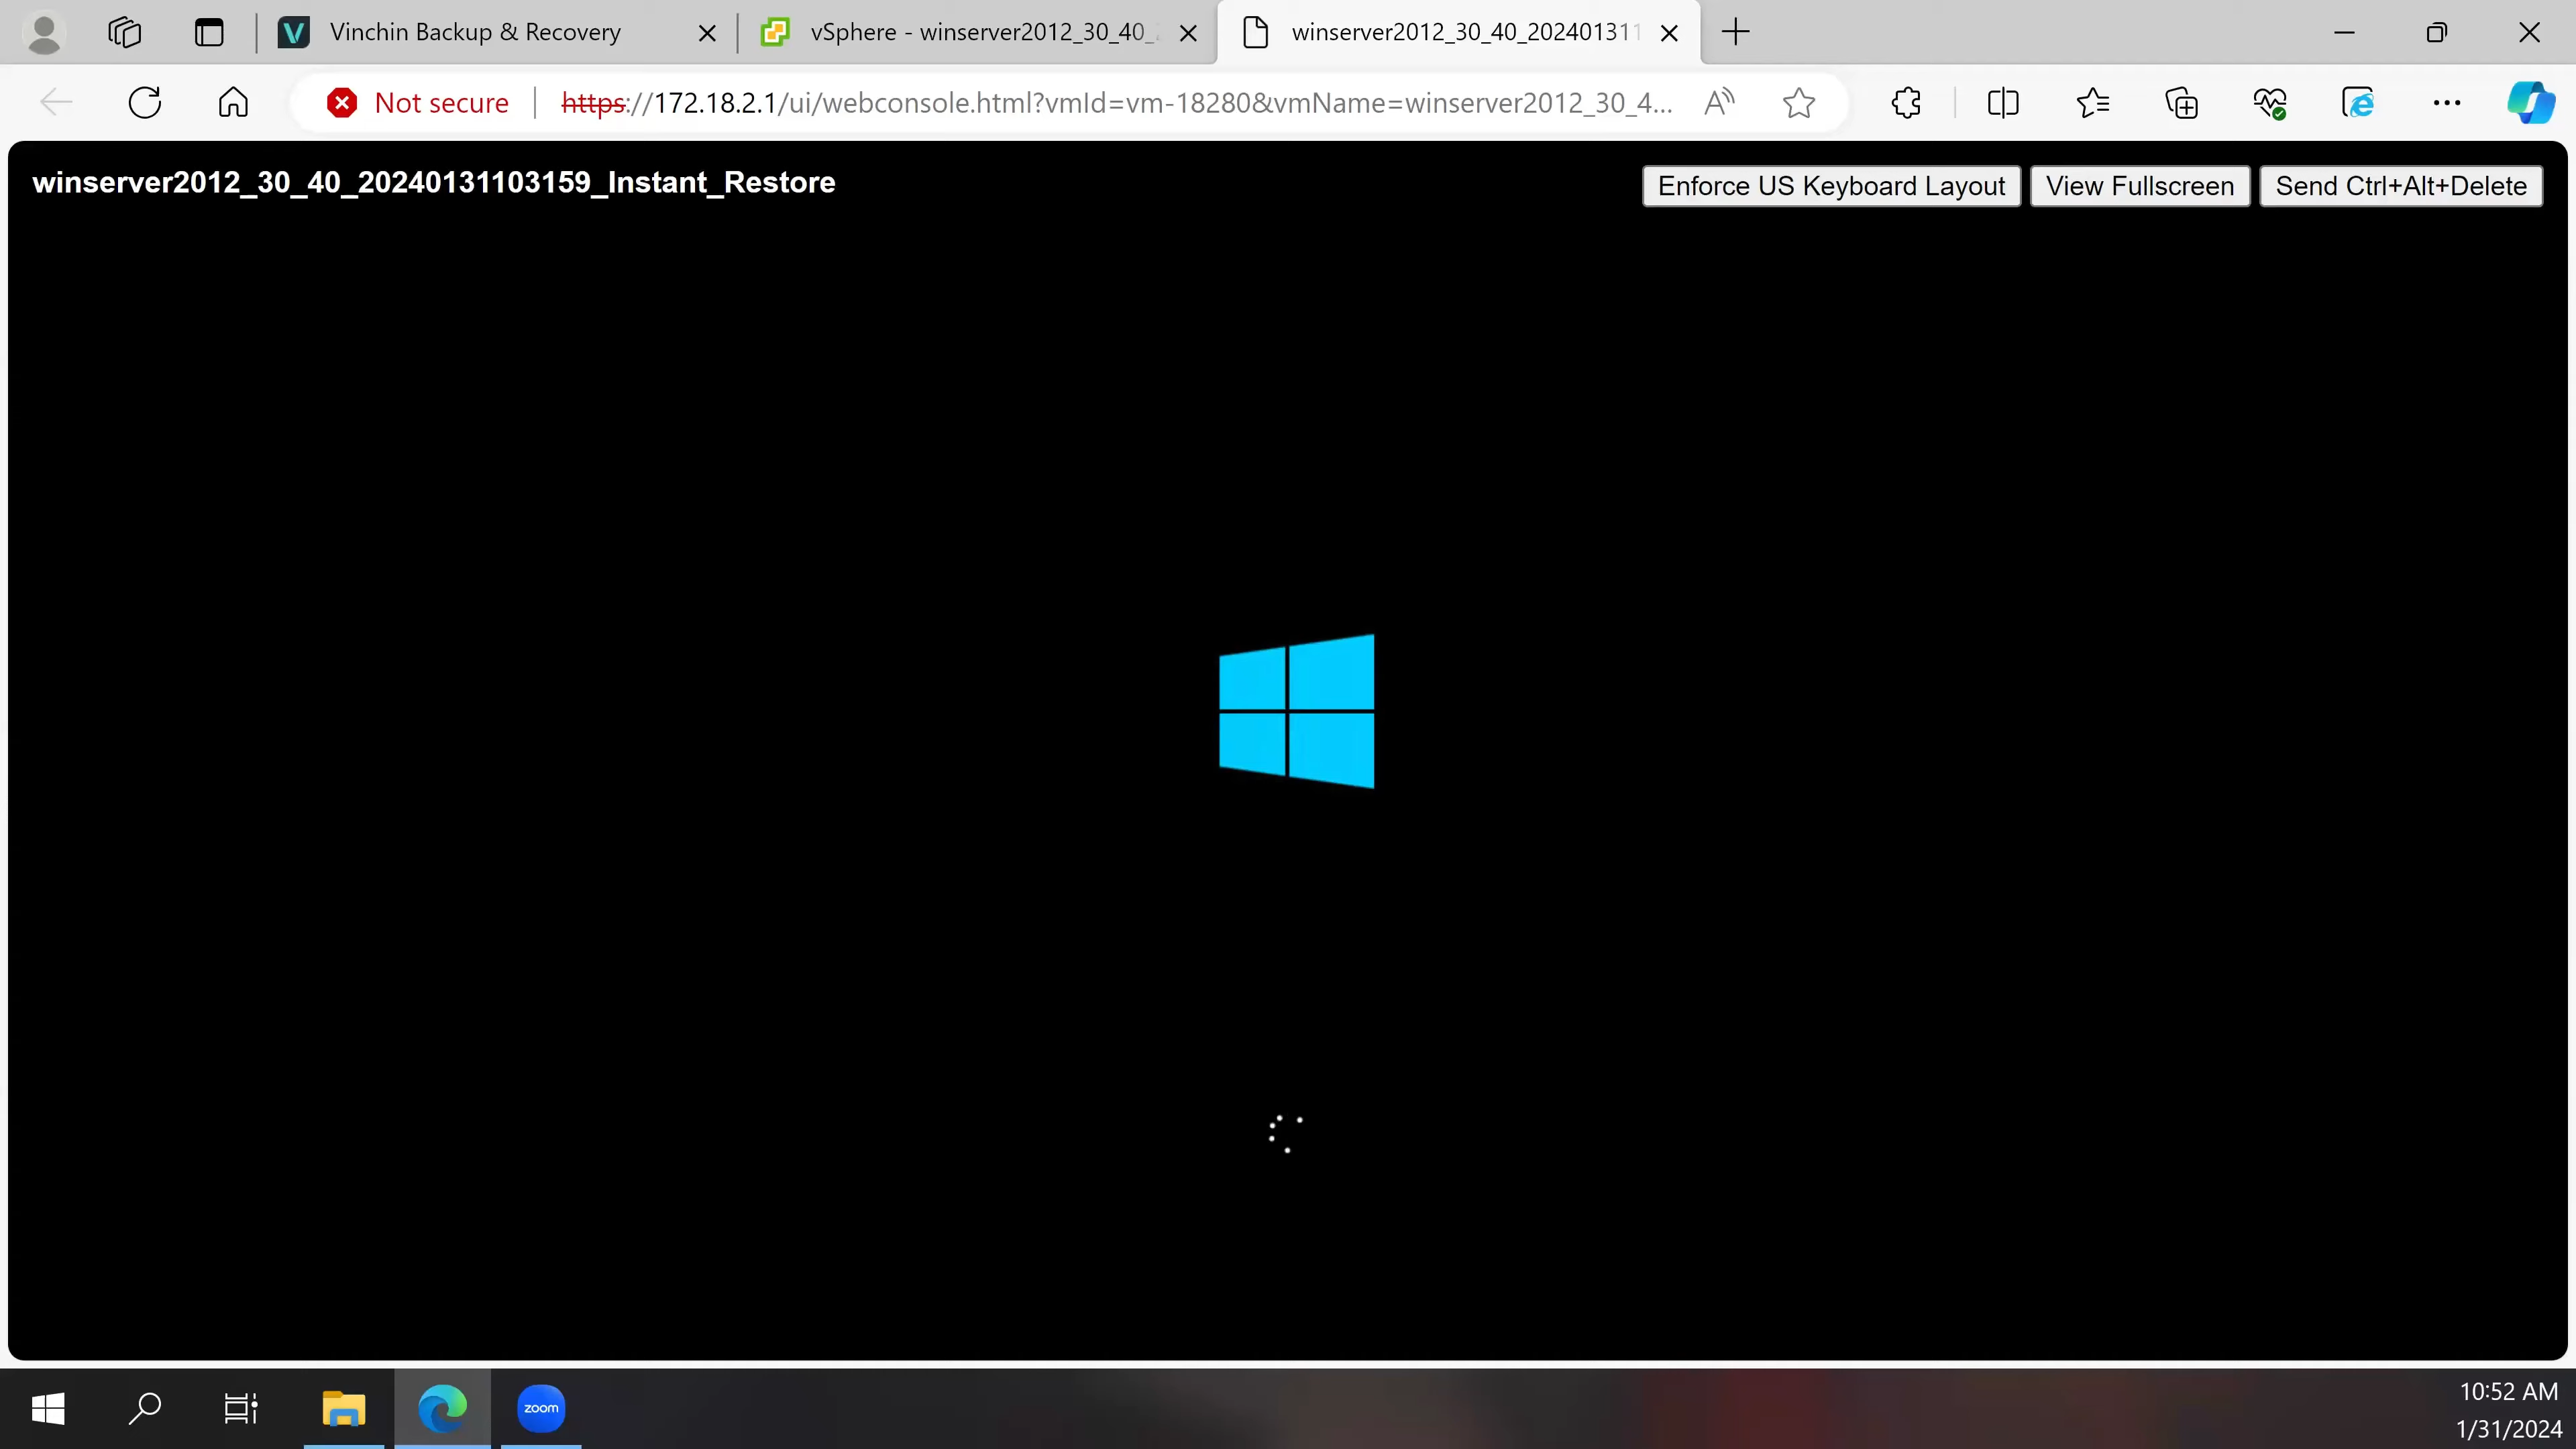 Vinchin Backup & Recovery
vSphere - winserver2012_30_40_
winserver2012_30_40_202401311
Not secure
https://172.18.2.1/ui/webconsole.html?vmId=vm-18280&vmName=winserver2012_30_4...
winserver2012_30_40_20240131103159_Instant_Restore
Enforce US Keyboard Layout
View Fullscreen
Send Ctrl+Alt+Delete
zoom
10:52 AM
1/31/2024